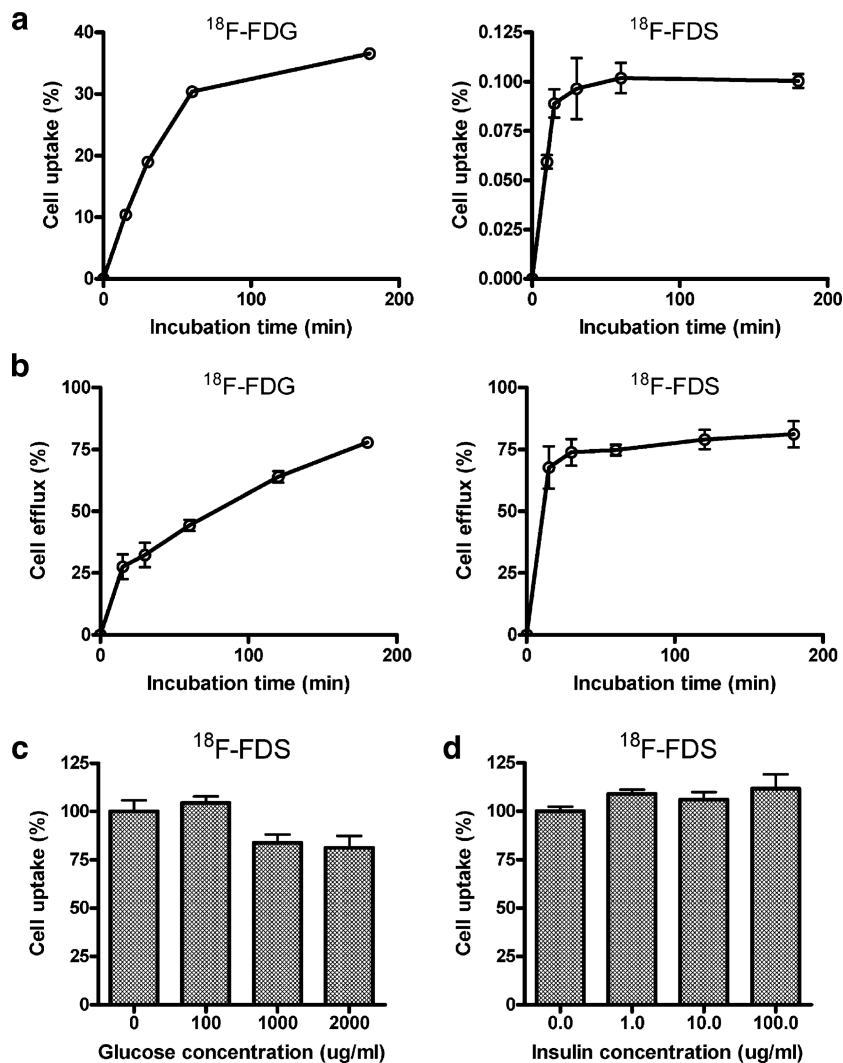 a
18F-FDG
Cell uptake (%)
40
30
20
10
0
0 100 200
Incubation time (min)
18F-FDS
Cell uptake (%)
0.125
0.100
0.075
0.050
0.025
0.000
0 100 200
Incubation time (min)
b
18F-FDG
Cell efflux (%)
100
75
50
25
0
0 100 200
Incubation time (min)
18F-FDS
Cell efflux (%)
100
75
50
25
0
0 100 200
Incubation time (min)
c
18F-FDS
Cell uptake (%)
125
100
75
50
25
0
0 100 1000 2000
Glucose concentration (ug/ml)
d
18F-FDS
Cell uptake (%)
125
100
75
50
25
0
0.0 1.0 10.0 100.0
Insulin concentration (ug/ml)